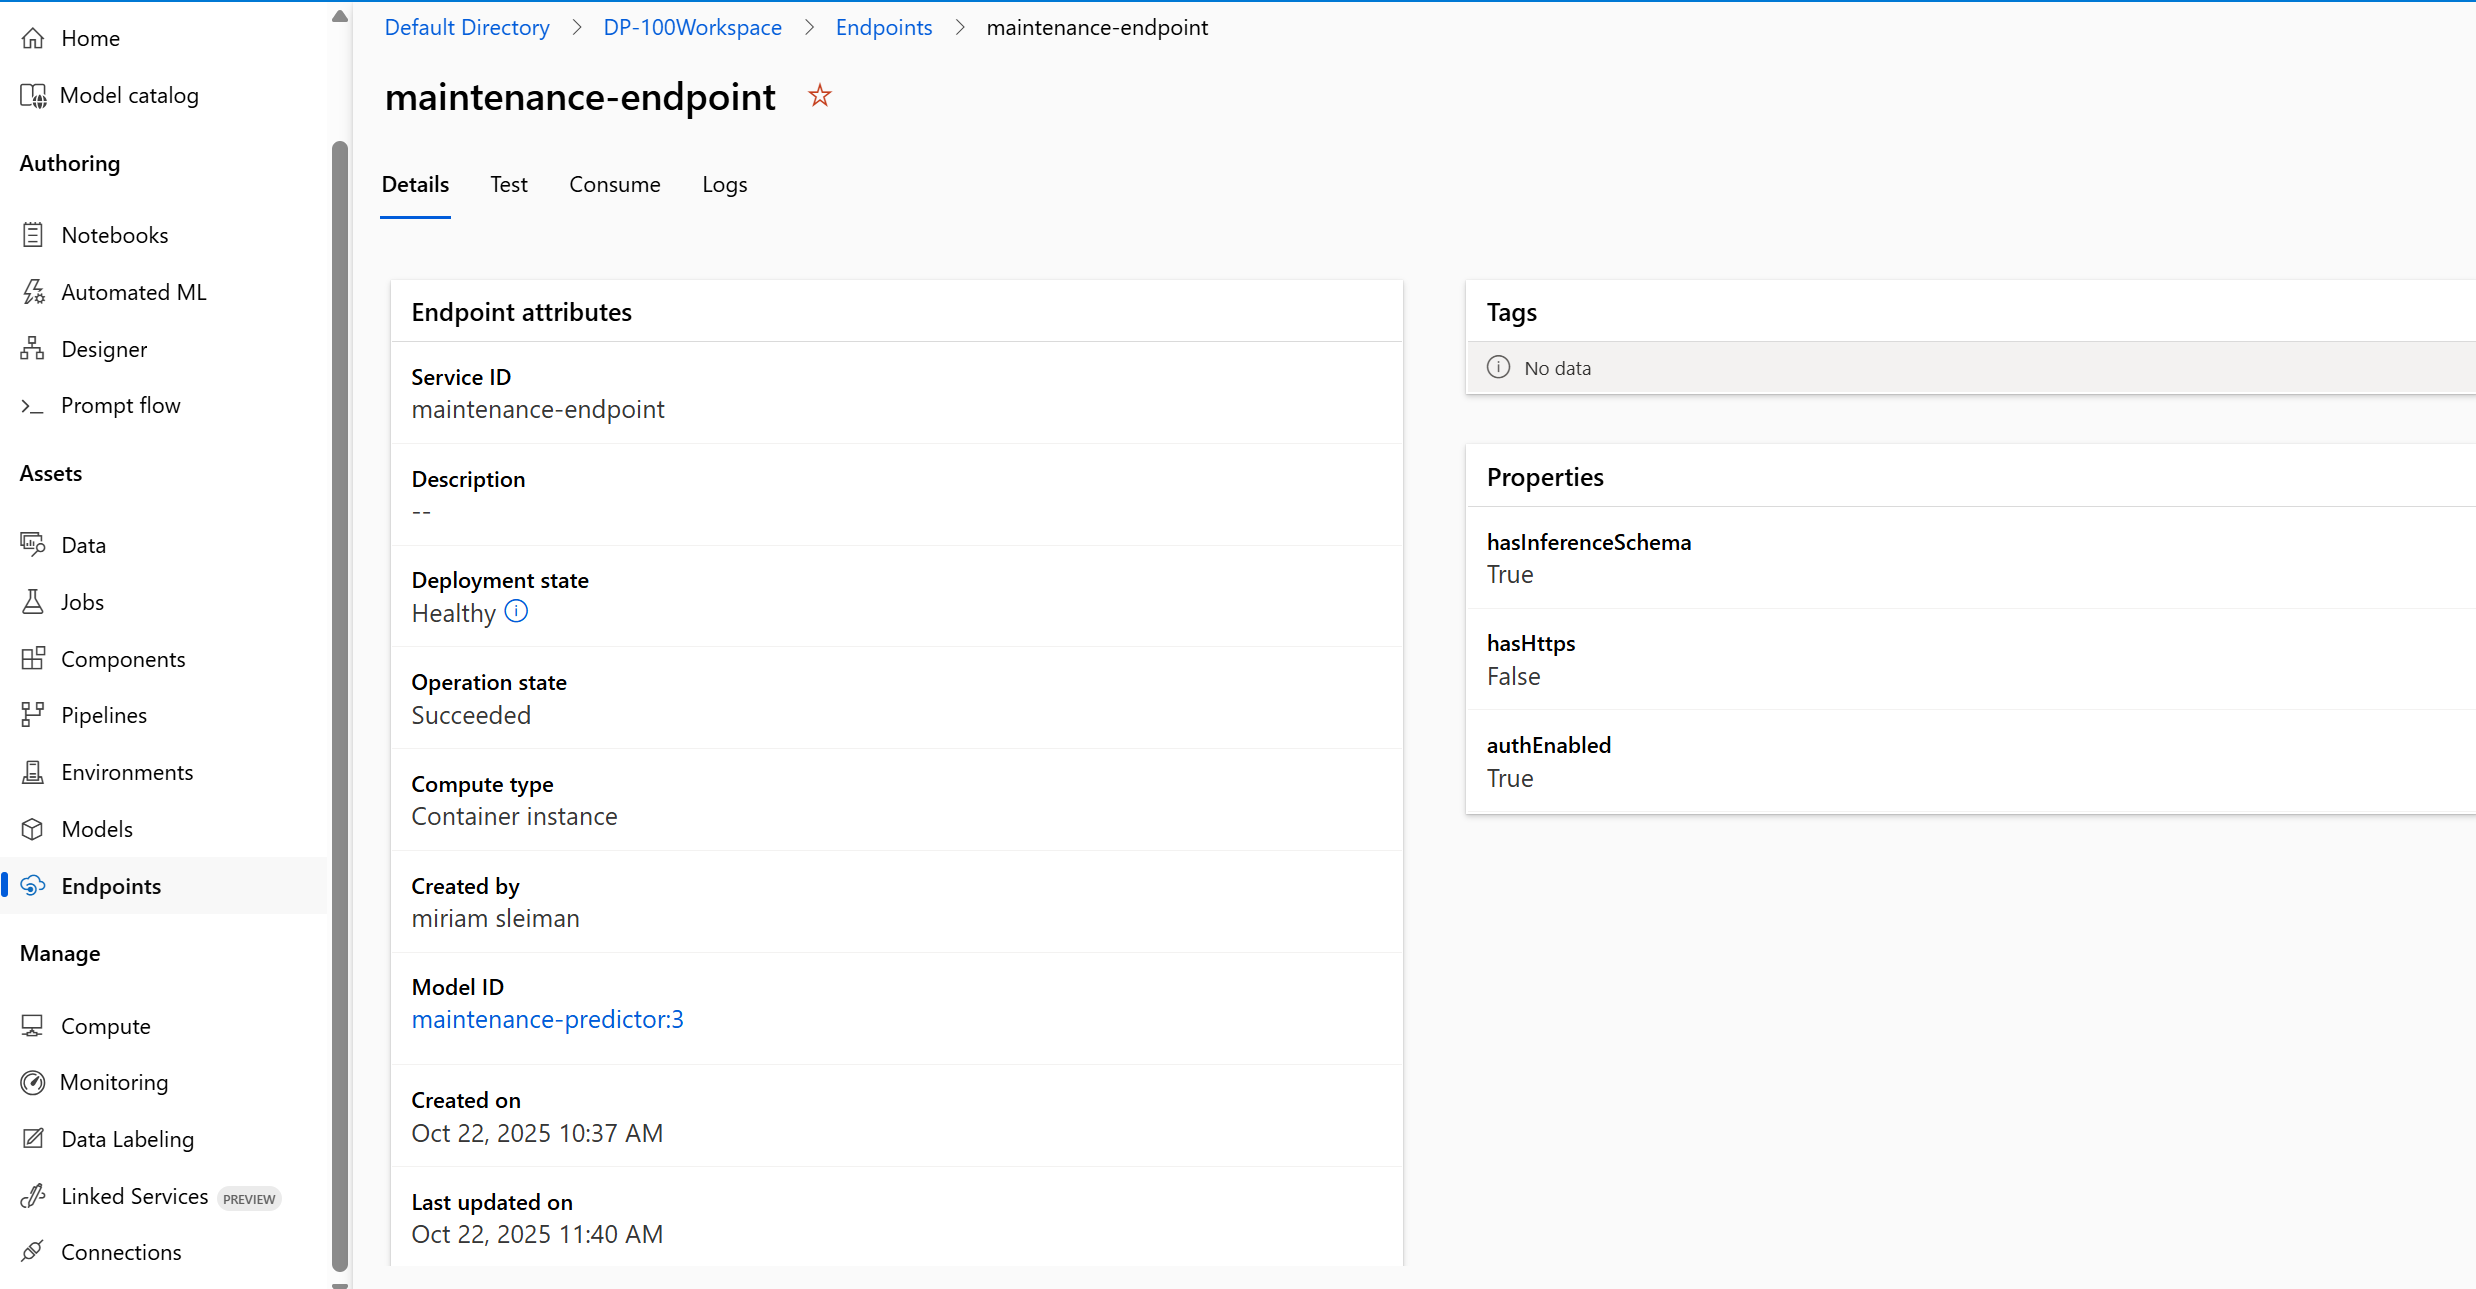 Home
Model catalog
Authoring
Notebooks
Automated ML
Designer
Prompt flow
Assets
Data
Jobs
Components
Pipelines
Environments
Models
Endpoints
Manage
Compute
Monitoring
Data Labeling
Linked Services PREVIEW
Connections
Default Directory > DP-100Workspace > Endpoints > maintenance-endpoint
maintenance-endpoint
Details Test Consume Logs
Endpoint attributes
Service ID
maintenance-endpoint
Description
--
Deployment state
Healthy
Operation state
Succeeded
Compute type
Container instance
Created by
miriam sleiman
Model ID
maintenance-predictor:3
Created on
Oct 22, 2025 10:37 AM
Last updated on
Oct 22, 2025 11:40 AM
Tags
No data
Properties
hasInferenceSchema
True
hasHttps
False
authEnabled
True